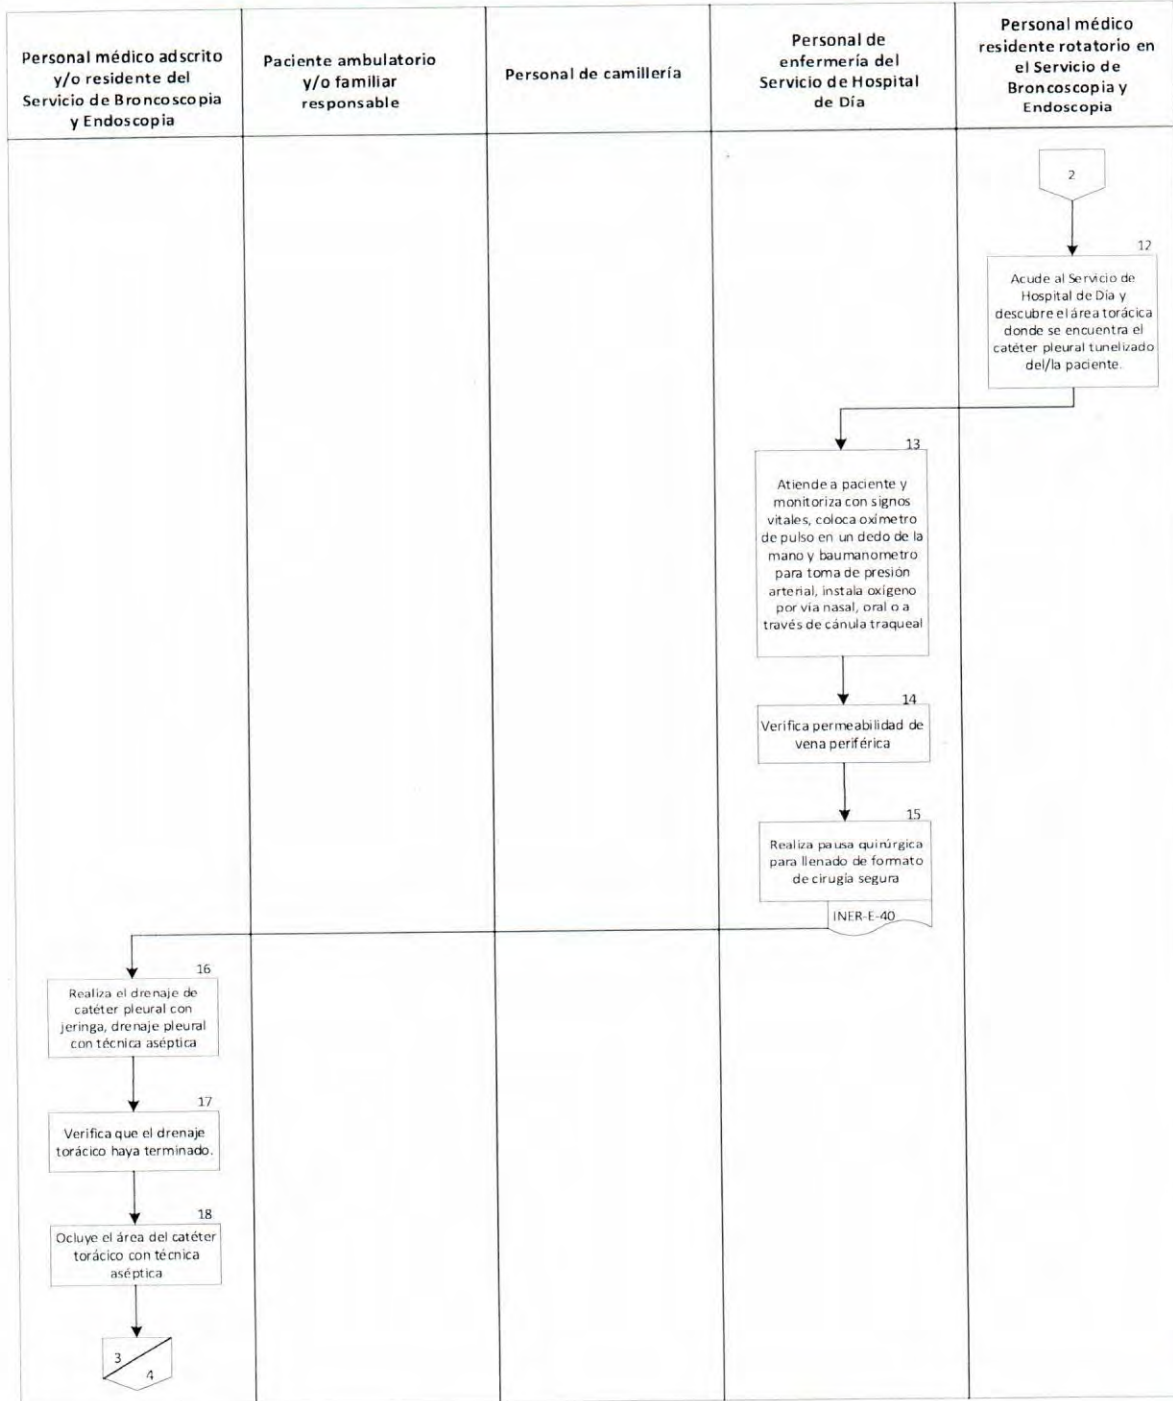 Personal médico adscrito
y/o residente del
Servicio de Broncoscopia
y Endoscopia
Paciente ambulatorio
y/o familiar
responsable
Personal de camillería
Personal de
enfermería del
Servicio de Hospital
de Día
Personal médico
residente rotatorio en
el Servicio de
Broncoscopia y
Endoscopia
2
12
Acude al Servicio de
Hospital de Día y
descubre el área torácica
donde se encuentra el
catéter pleural tunelizado
del/la paciente.
13
Atiende a paciente y
monitoriza con signos
vitales, coloca oxímetro
de pulso en un dedo de la
mano y baumanometro
para toma de presión
arterial, instala oxígeno
por vía nasal, oral o a
través de cánula traqueal
14
Verifica permeabilidad de
vena periférica
15
Realiza pausa quirúrgica
para llenado de formato
de cirugía segura
INER-E-40
16
Realiza el drenaje de
catéter pleural con
jeringa, drenaje pleural
con técnica aséptica
17
Verifica que el drenaje
torácico haya terminado.
18
Ocluye el área del catéter
torácico con técnica
aséptica
3
4